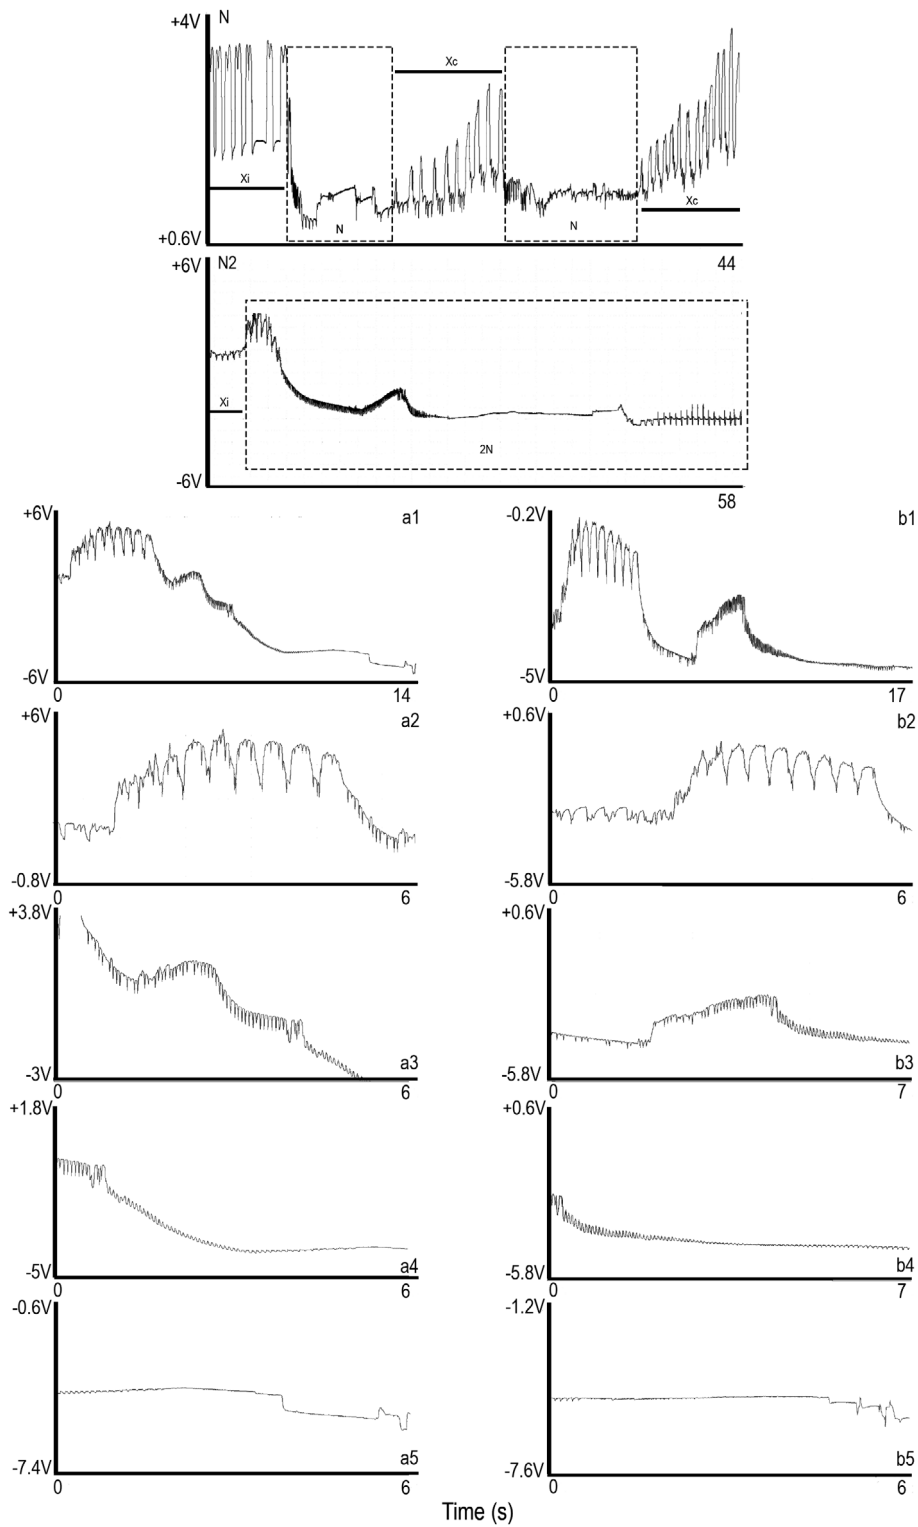 +4V N
Xc
Xi
Xc
N
N
+0.6V
+6V N2 44
Xi
2N
-6V
58
+6V a1 -0.2V b1
-6V -5V
0 14 0 17
+6V a2 +0.6V b2
-0.8V -5.8V
0 6 0 6
+3.8V +0.6V
-3V a3 -5.8V b3
0 6 0 7
+1.8V +0.6V
-5V a4 -5.8V b4
0 6 0 7
-0.6V -1.2V
-7.4V a5 -7.6V b5
0 6 0 6
Time (s)